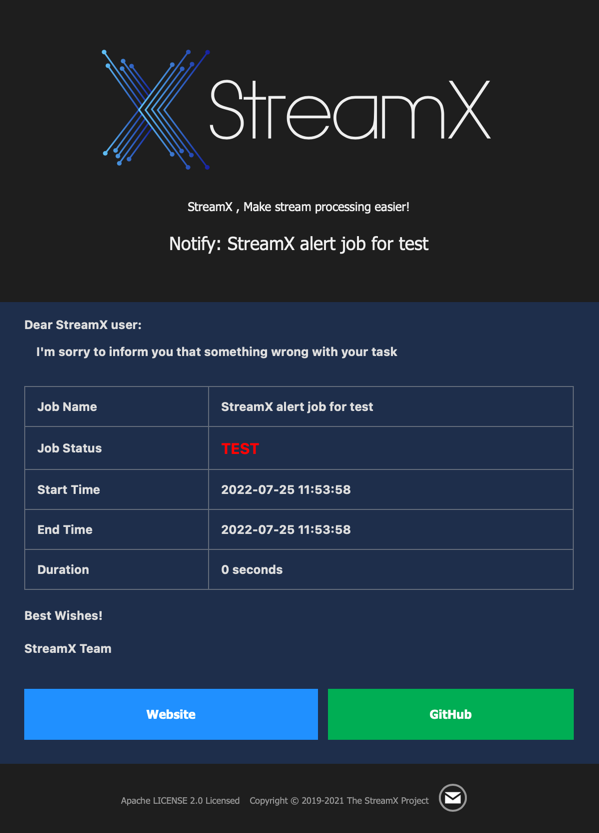 StreamX
StreamX , Make stream processing easier!
Notify: StreamX alert job for test
Dear StreamX user:
I'm sorry to inform you that something wrong with your task
Job Name StreamX alert job for test
Job Status TEST
Start Time 2022-07-25 11:53:58
End Time 2022-07-25 11:53:58
Duration 0 seconds
Best Wishes!
StreamX Team
Website GitHub
Apache LICENSE 2.0 Licensed Copyright © 2019-2021 The StreamX Project